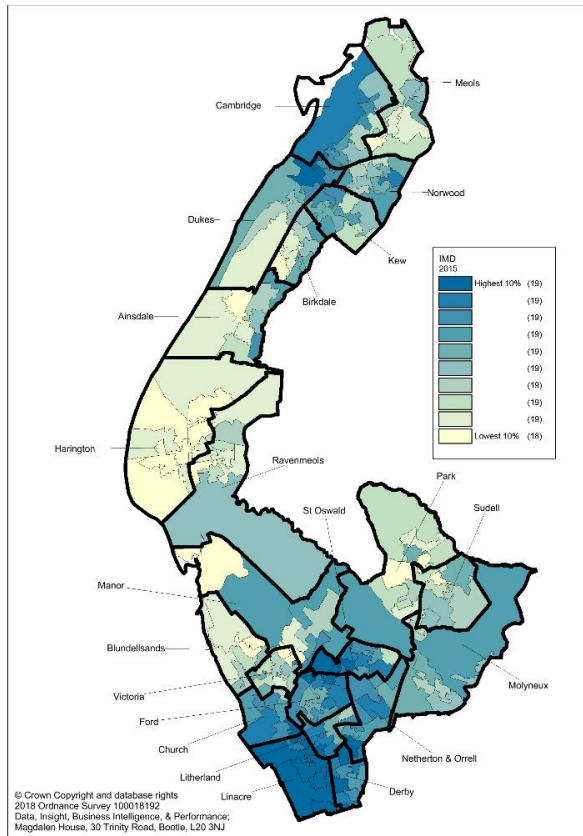 Meols
Cambridge
Norwood
Dukes
Kew
IMD
2015
Highest 10% (19)
(19)
(19)
(19)
(19)
(19)
(19)
(19)
(19)
Lowest 10% (18)
Birkdale
Ainsdale
Harington
Ravenmeols
Park
St Oswald
Sudell
Manor
Blundellsands
Molyneux
Victoria
Ford
Church
Netherton & Orrell
Litherland
Linacre
Derby
© Crown Copyright and database rights
2018 Ordnance Survey 100018192
Data, Insight, Business Intelligence, & Performance;
Magdalen House, 30 Trinity Road, Bootle, L20 3NJ